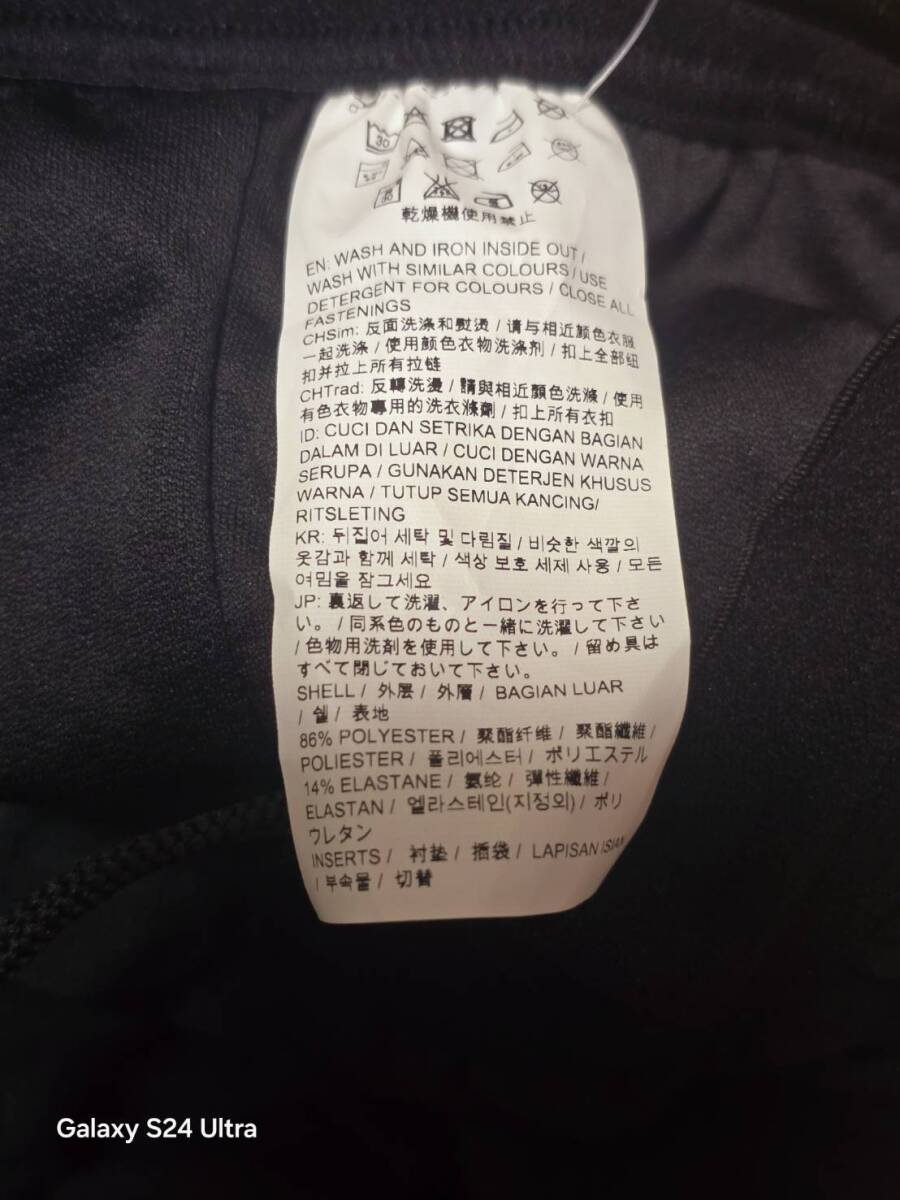 30
乾燥機使用禁止
EN: WASH AND IRON INSIDE OUT /
WASH WITH SIMILAR COLOURS / USE
DETERGENT FOR COLOURS / CLOSE ALL
FASTENINGS
CHSim: 反面洗涤和熨烫 / 请与相近颜色衣服
一起洗涤 / 使用颜色衣物洗涤剂 / 扣上全部纽
扣并拉上所有拉链
CHTrad: 反轉洗燙 / 請與相近顏色洗滌 / 使用
有色衣物專用的洗衣滌劑 / 扣上所有衣扣
ID: CUCI DAN SETRIKA DENGAN BAGIAN
DALAM DI LUAR / CUCI DENGAN WARNA
SERUPA / GUNAKAN DETERJEN KHUSUS
WARNA / TUTUP SEMUA KANCING/
RITSLETING
KR: 뒤집어 세탁 및 다림질 / 비슷한 색깔의
옷감과 함께 세탁 / 색상 보호 세제 사용 / 모든
여밈을 잠그세요
JP: 裏返して洗濯、アイロンを行って下さ
い。 / 同系色のものと一緒に洗濯して下さい
/ 色物用洗剤を使用して下さい。 / 留め具は
すべて閉じておいて下さい。
SHELL / 外层 / 外層 / BAGIAN LUAR
/ 쉘 / 表地
86% POLYESTER / 聚酯纤维 / 聚酯纖維 /
POLIESTER / 폴리에스터 / ポリエステル
14% ELASTANE / 氨纶 / 彈性纖維 /
ELASTAN / 엘라스테인(지정외) / ポリ
ウレタン
INSERTS / 衬垫 / 插袋 / LAPISAN ISIAN
/ 부속물 / 切替
Galaxy S24 Ultra